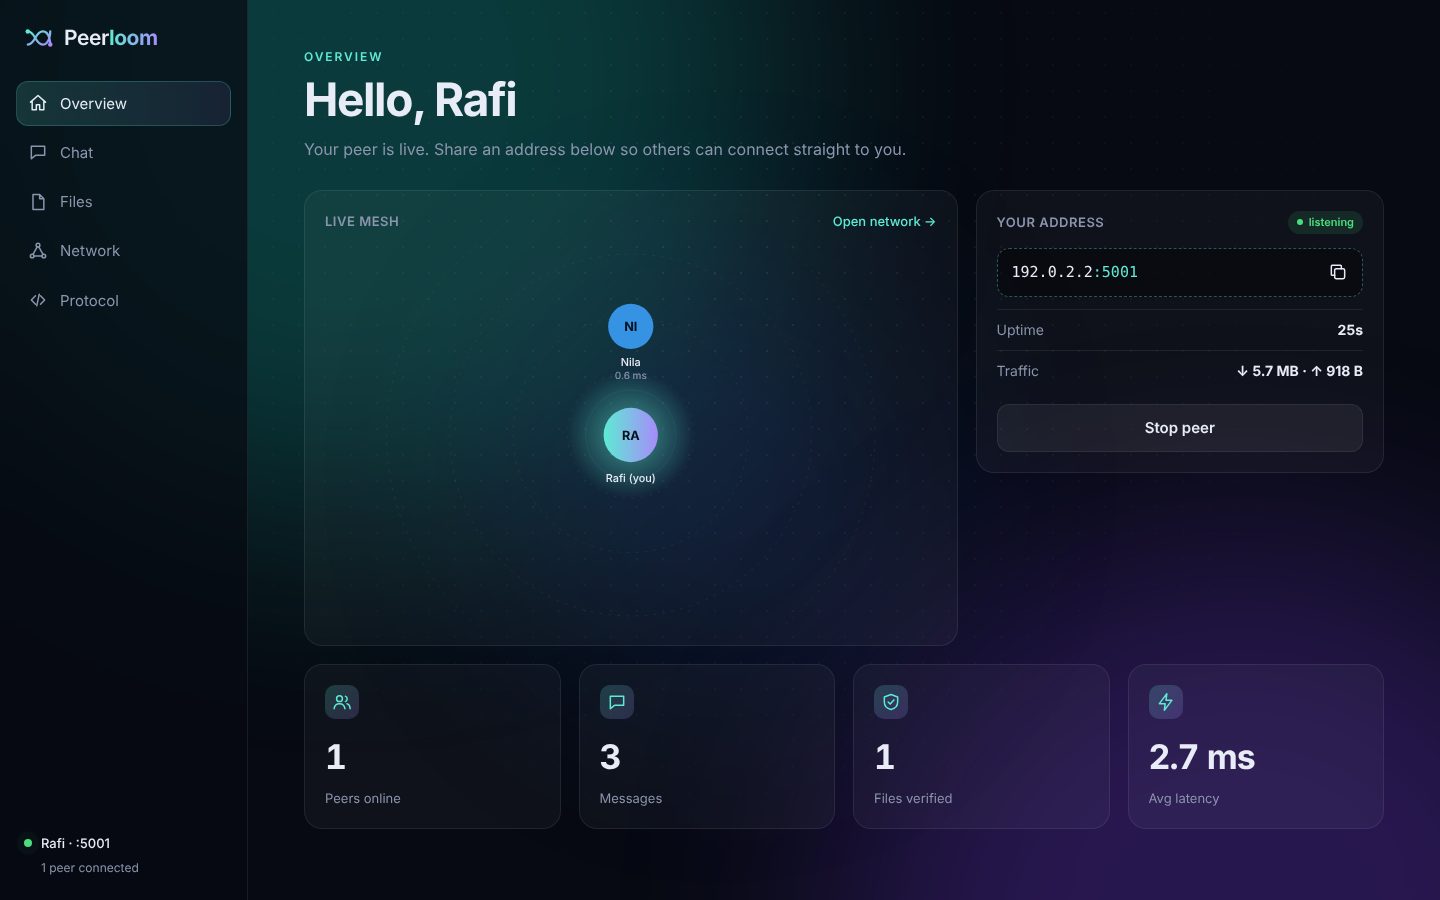 Peerloom
Overview
Chat
Files
Network
Protocol
Rafi · :5001
1 peer connected
OVERVIEW
Hello, Rafi
Your peer is live. Share an address below so others can connect straight to you.
LIVE MESH
Open network →
NI
Nila
0.6 ms
RA
Rafi (you)
YOUR ADDRESS
listening
192.0.2.2:5001
Uptime 25s
Traffic ↓ 5.7 MB · ↑ 918 B
Stop peer
1
Peers online
3
Messages
1
Files verified
2.7 ms
Avg latency